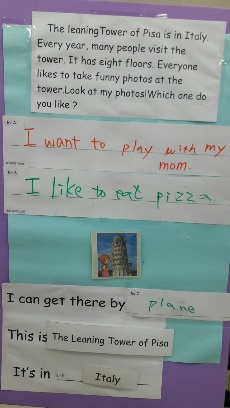 The leaning Tower of Pisa is in Italy.
Every year, many people visit the
tower. It has eight floors. Everyone
likes to take funny photos at the
tower.Look at my photos!Which one do
you like ?
I want to play with my
mom.
I like to eat pizza
I can get there by plane
This is The Leaning Tower of Pisa
It's in Italy